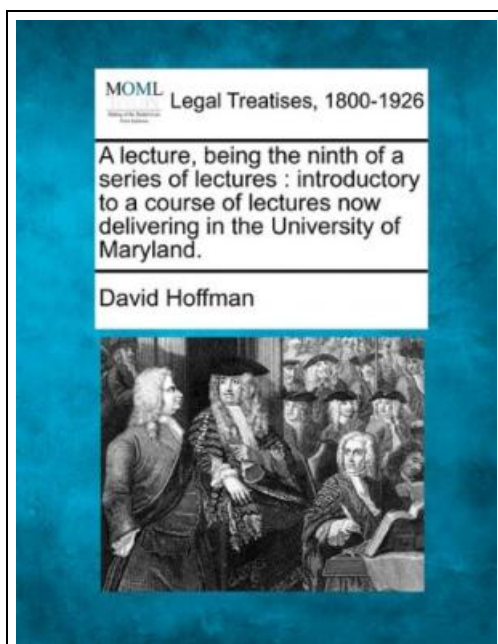 MOML
Legal Treatises, 1800-1926
A lecture, being the ninth of a
series of lectures : introductory
to a course of lectures now
delivering in the University of
Maryland.
David Hoffman